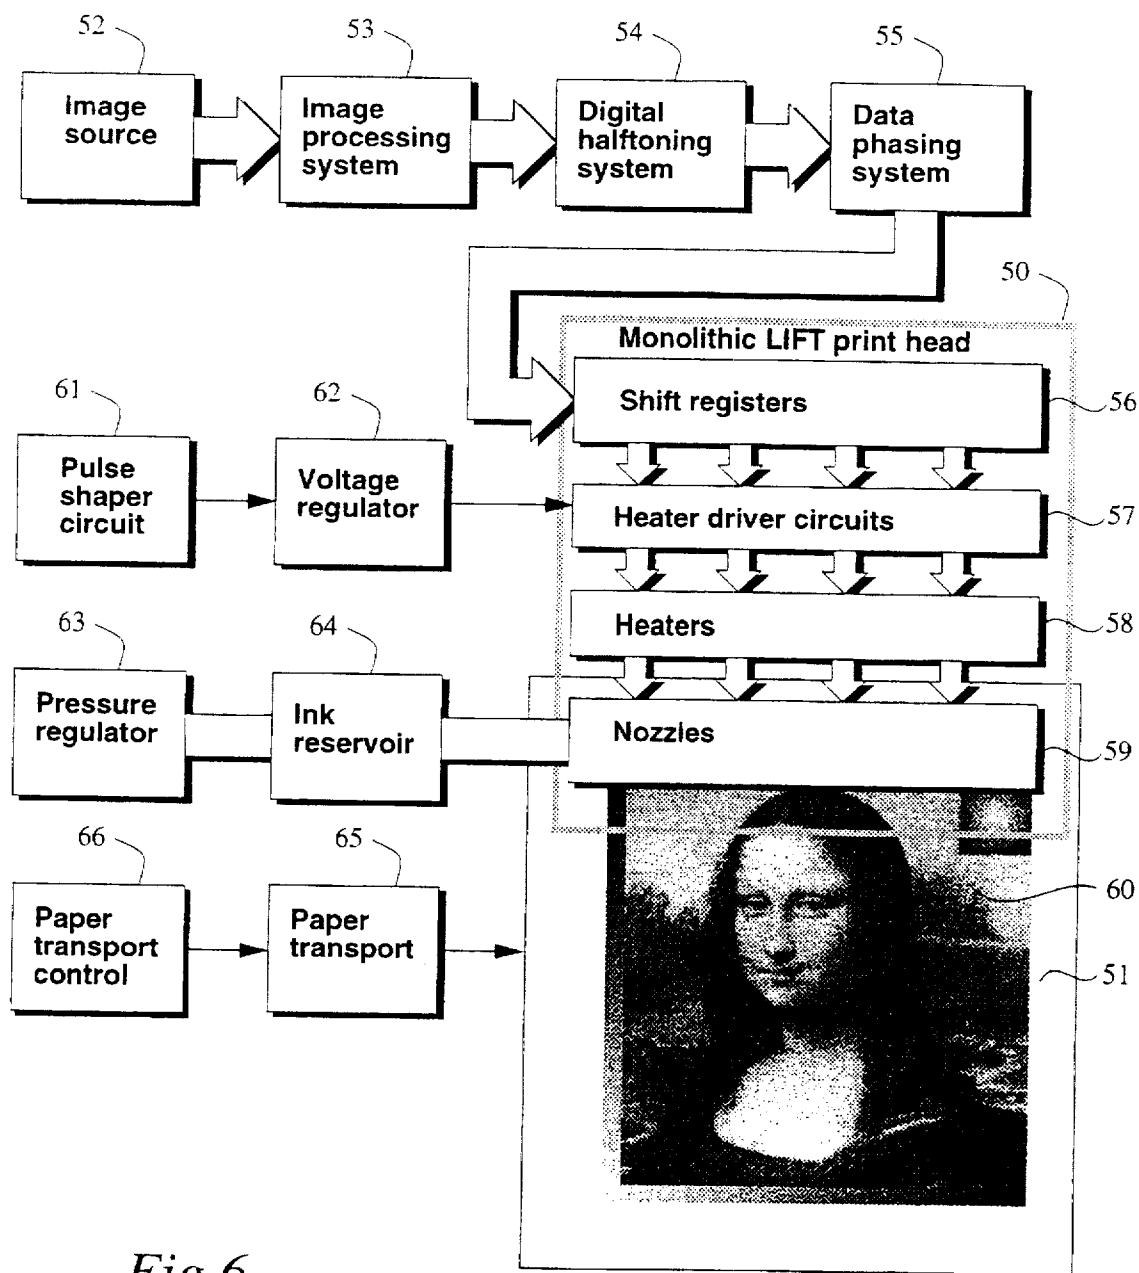 52
53
54
55
Image
source
Image
processing
system
Digital
halftoning
system
Data
phasing
system
50
Monolithic LIFT print head
61
62
Shift registers
56
Pulse
shaper
circuit
Voltage
regulator
Heater driver circuits
57
63
64
Heaters
58
Pressure
regulator
Ink
reservoir
Nozzles
59
66
65
60
Paper
transport
control
Paper
transport
51
Fig 6